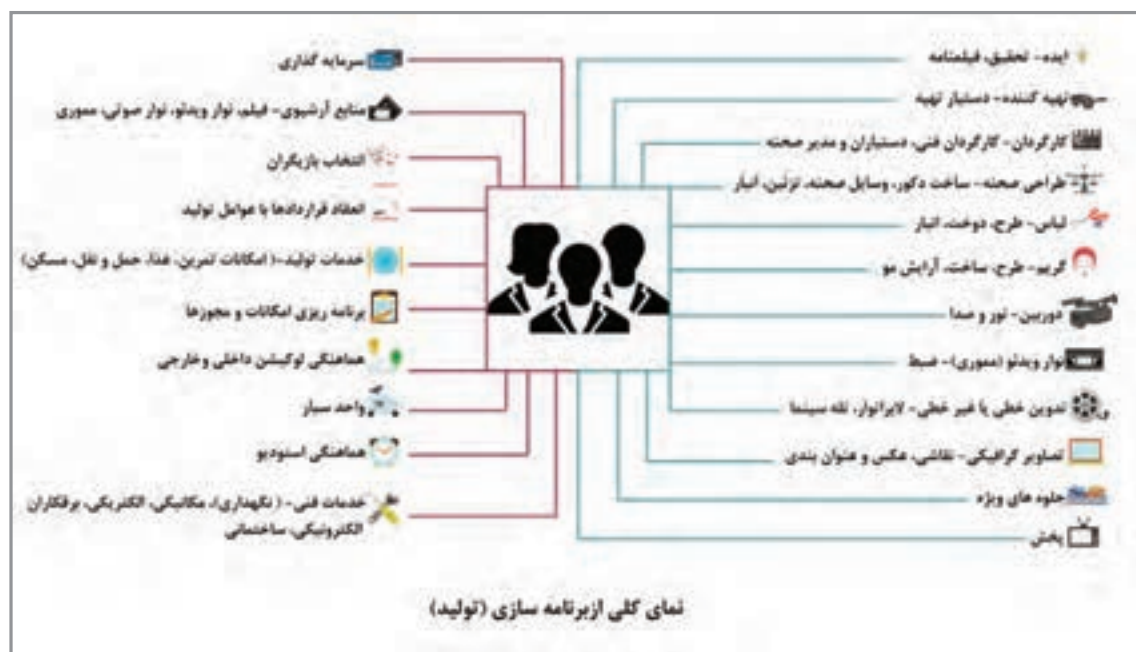 ایده- تحقیق، فیلمنامه
تهیه کننده- دستیار تهیه
کارگردان- کارگردان فنی، دستیاران و مدیر صحنه
طراحی صحنه- ساخت دکور، وسایل صحنه، تزئین، انبار
لباس- طرح، دوخت، انبار
گریم- طرح، ساخت، آرایش مو
دوربین- نور و صدا
نوار ویدئو (مموری)- ضبط
تدوین خطی یا غیر خطی- لابراتوار، تله سینما
تصاویر گرافیکی- نقاشی، عکس و عنوان بندی
جلوه های ویژه
پخش
سرمایه گذاری
منابع آرشیوی- فیلم، نوار ویدئو، نوار صوتی، مموری
انتخاب بازیگران
انعقاد قراردادها با عوامل تولید
خدمات تولید-( امکانات تمرین، غذا، حمل و نقل، مسکن)
برنامه ریزی امکانات و مجوزها
هماهنگی لوکیشن داخلی وخارجی
واحد سیار
هماهنگی استودیو
خدمات فنی- ( نگهداری)، مکانیکی، الکتریکی، برقکاران
الکترونیکی، ساختمانی
نمای کلی ازبرنامه سازی (تولید)